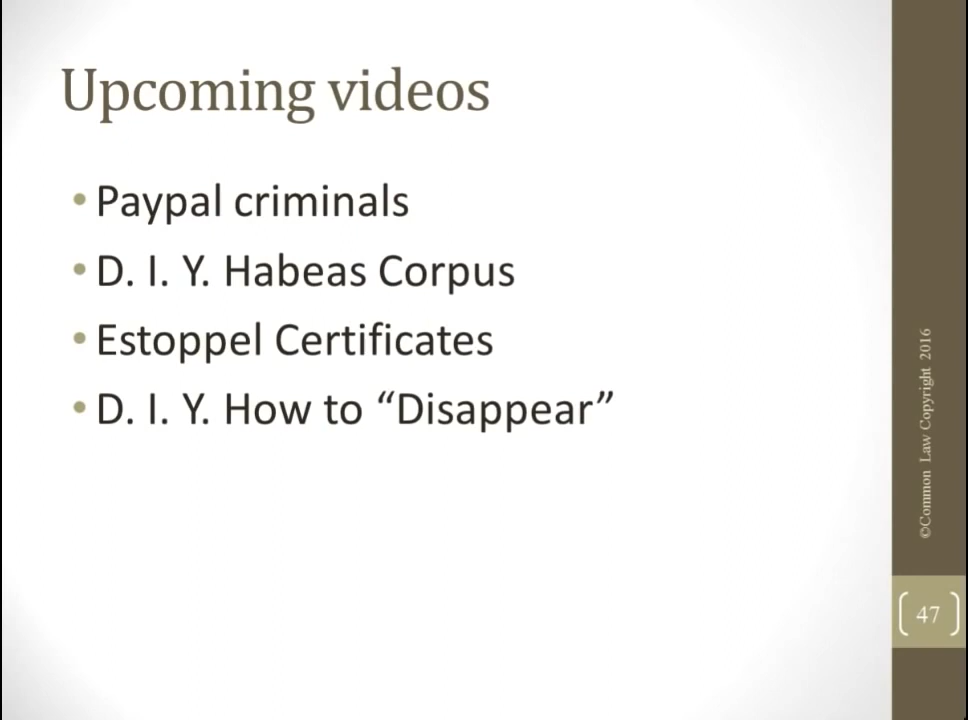 Upcoming videos
• Paypal criminals
• D. I. Y. Habeas Corpus
• Estoppel Certificates
• D. I. Y. How to “Disappear”
©Common Law Copyright 2016
47